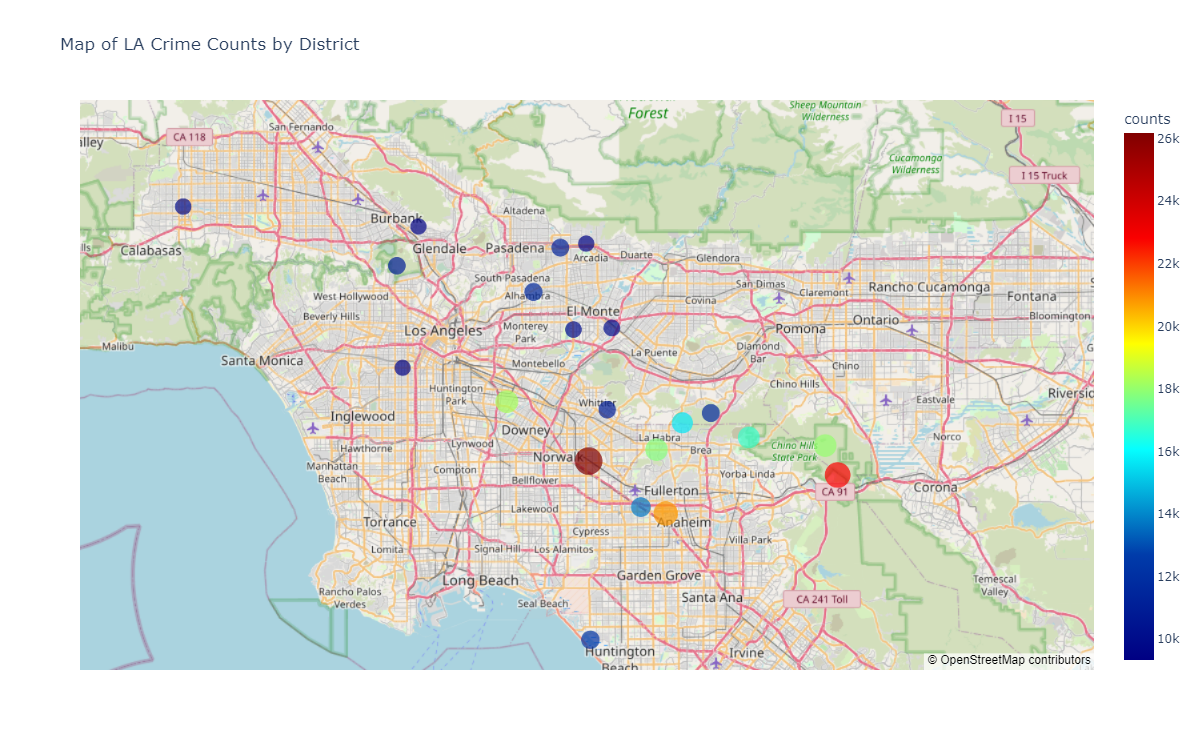 Map of LA Crime Counts by District
counts
26k
24k
22k
20k
18k
16k
14k
12k
10k
Forest
Sheep Mountain
Wilderness
I 15
San Fernando
CA 118
lley
Cucamonga
Wilderness
I 15 Truck
Altadena
Burbank
lls
Calabasas
Glendale
Pasadena
Arcadia
Duarte
Glendora
South Pasadena
San Dimas
Claremont
Rancho Cucamonga
West Hollywood
Alhambra
Covina
Fontana
Beverly Hills
El Monte
Bloomington
Los Angeles
Monterey
Park
Pomona
Ontario
Malibu
Santa Monica
Montebello
La Puente
Diamond
Bar
Chino
G
Huntington
Park
Chino Hills
Riversid
Whittier
Eastvale
Inglewood
Downey
Hawthorne
Lynwood
La Habra
Brea
Chino Hills
State Park
Norco
Manhattan
Beach
Compton
Norwalk
Bellflower
Yorba Linda
Fullerton
CA 91
Corona
Lakewood
Torrance
Cypress
Anaheim
Lomita
Signal Hill
Los Alamitos
Villa Park
Long Beach
Garden Grove
Temescal
Valley
Rancho Palos
Verdes
Seal Beach
Santa Ana
CA 241 Toll
Huntington
Beach
Irvine
© OpenStreetMap contributors